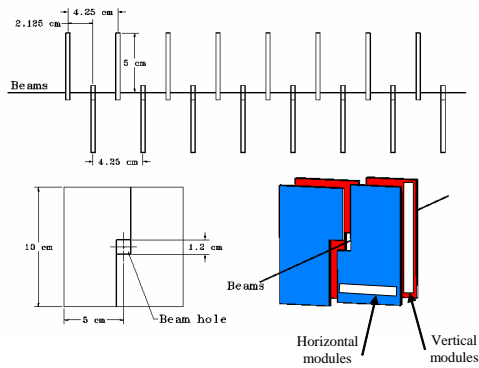 4.25 cm
2.125 cm
5 cm
Beams
4.25 cm
10 cm
1.2 cm
5 cm
Beam hole
Beams
Horizontal
modules
Vertical
modules